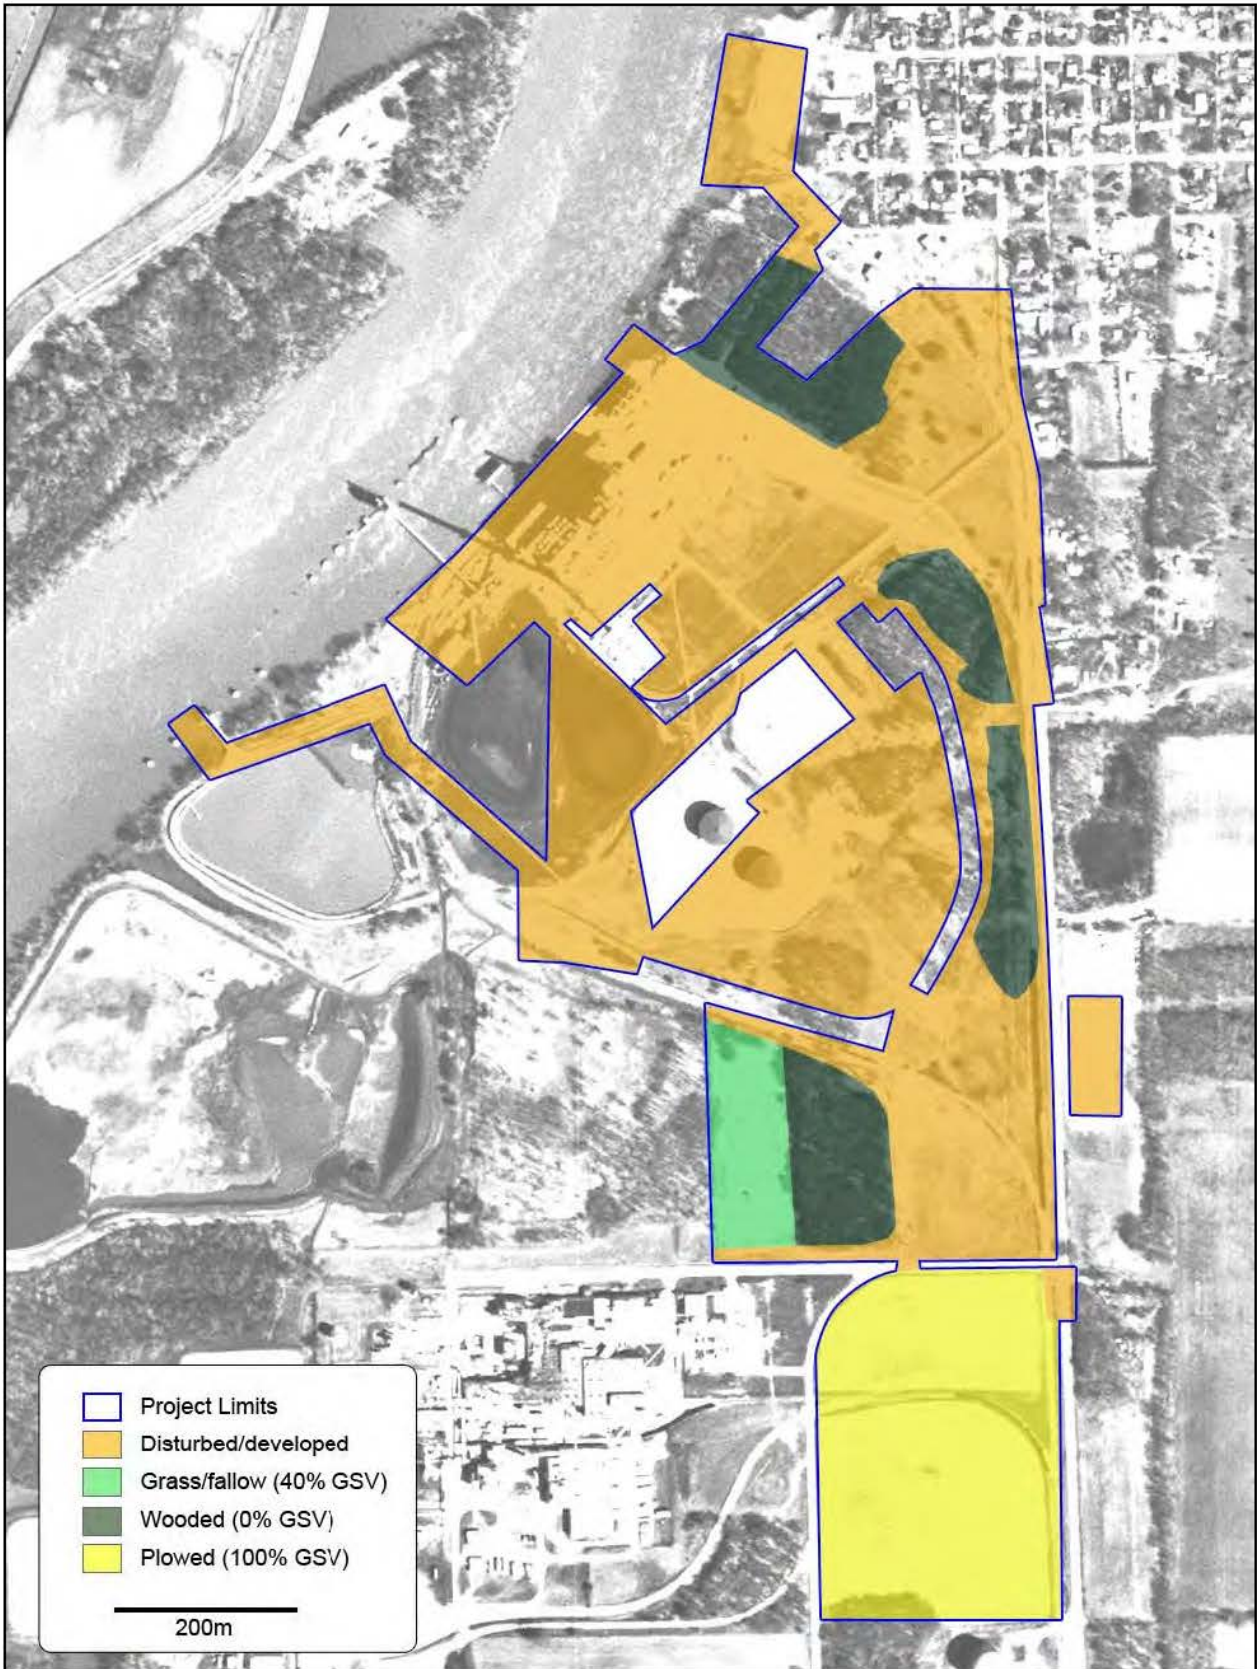 Project Limits
Disturbed/developed
Grass/fallow (40% GSV)
Wooded (0% GSV)
Plowed (100% GSV)
200m